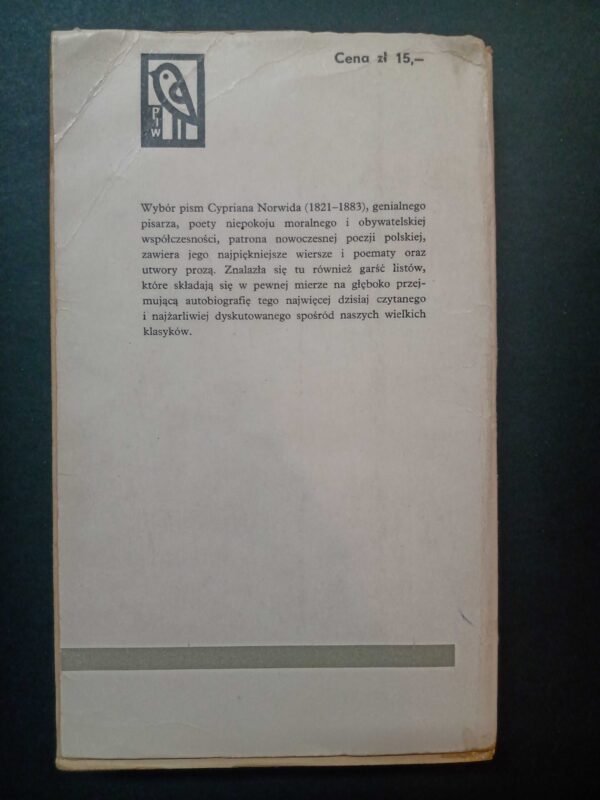 Cena zł 15,—
PIW
Wybór pism Cypriana Norwida (1821–1883), genialnego
pisarza, poety niepokoju moralnego i obywatelskiej
współczesności, patrona nowoczesnej poezji polskiej,
zawiera jego najpiękniejsze wiersze i poematy oraz
utwory prozą. Znalazła się tu również garść listów,
które składają się w pewnej mierze na głęboko przej-
mującą autobiografię tego najwięcej dzisiaj czytanego
i najżarliwiej dyskutowanego spośród naszych wielkich
klasyków.